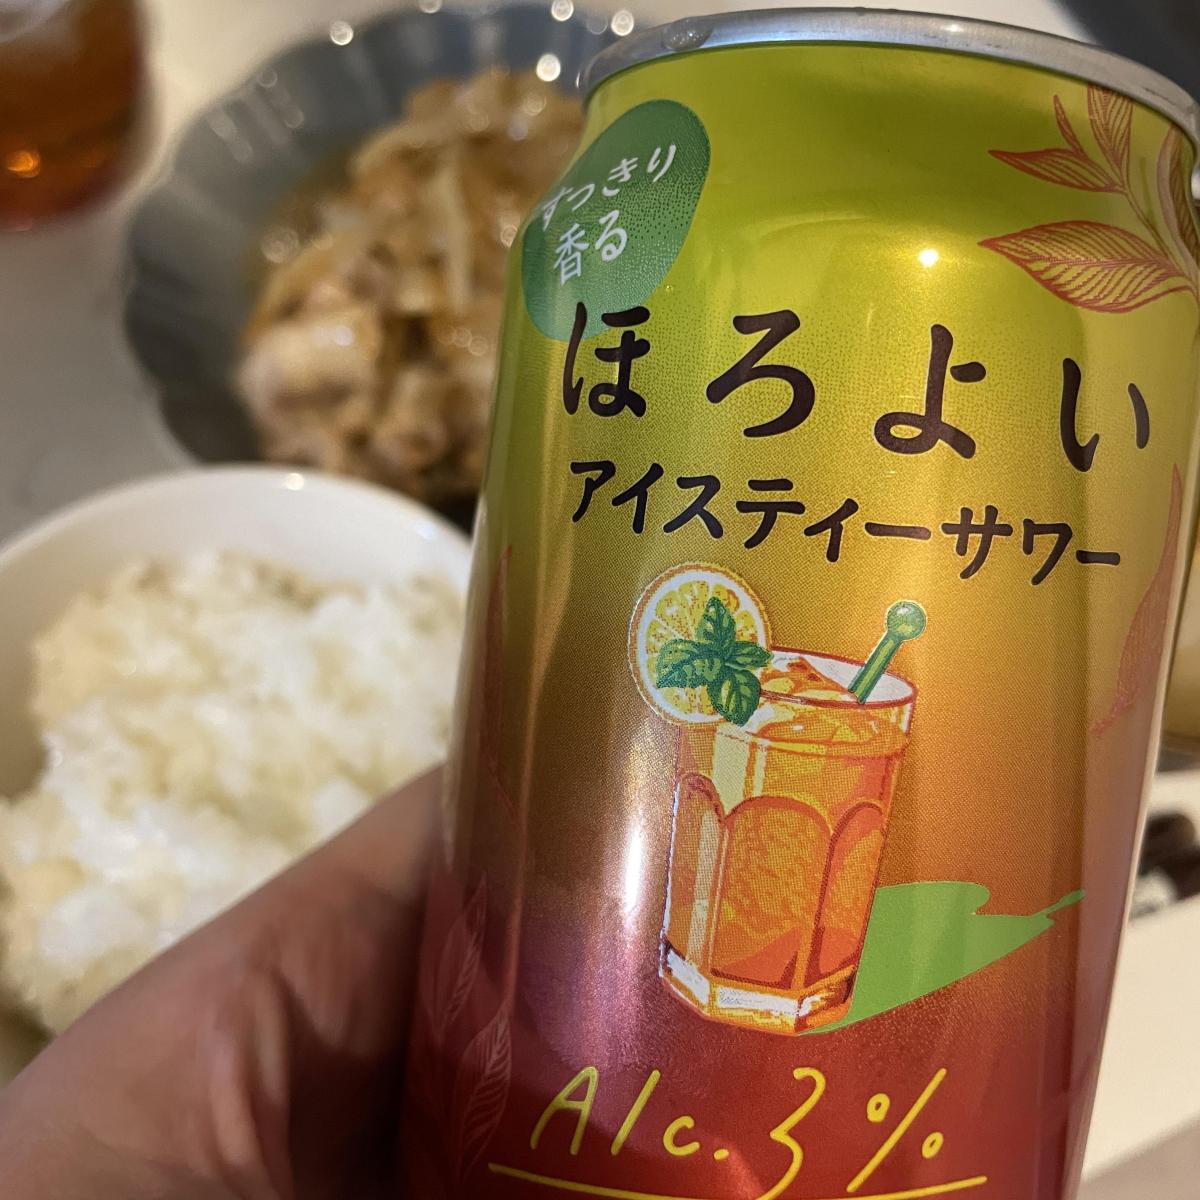 すっきり
香る
ほろよい
アイスティーサワー
Alc.3%